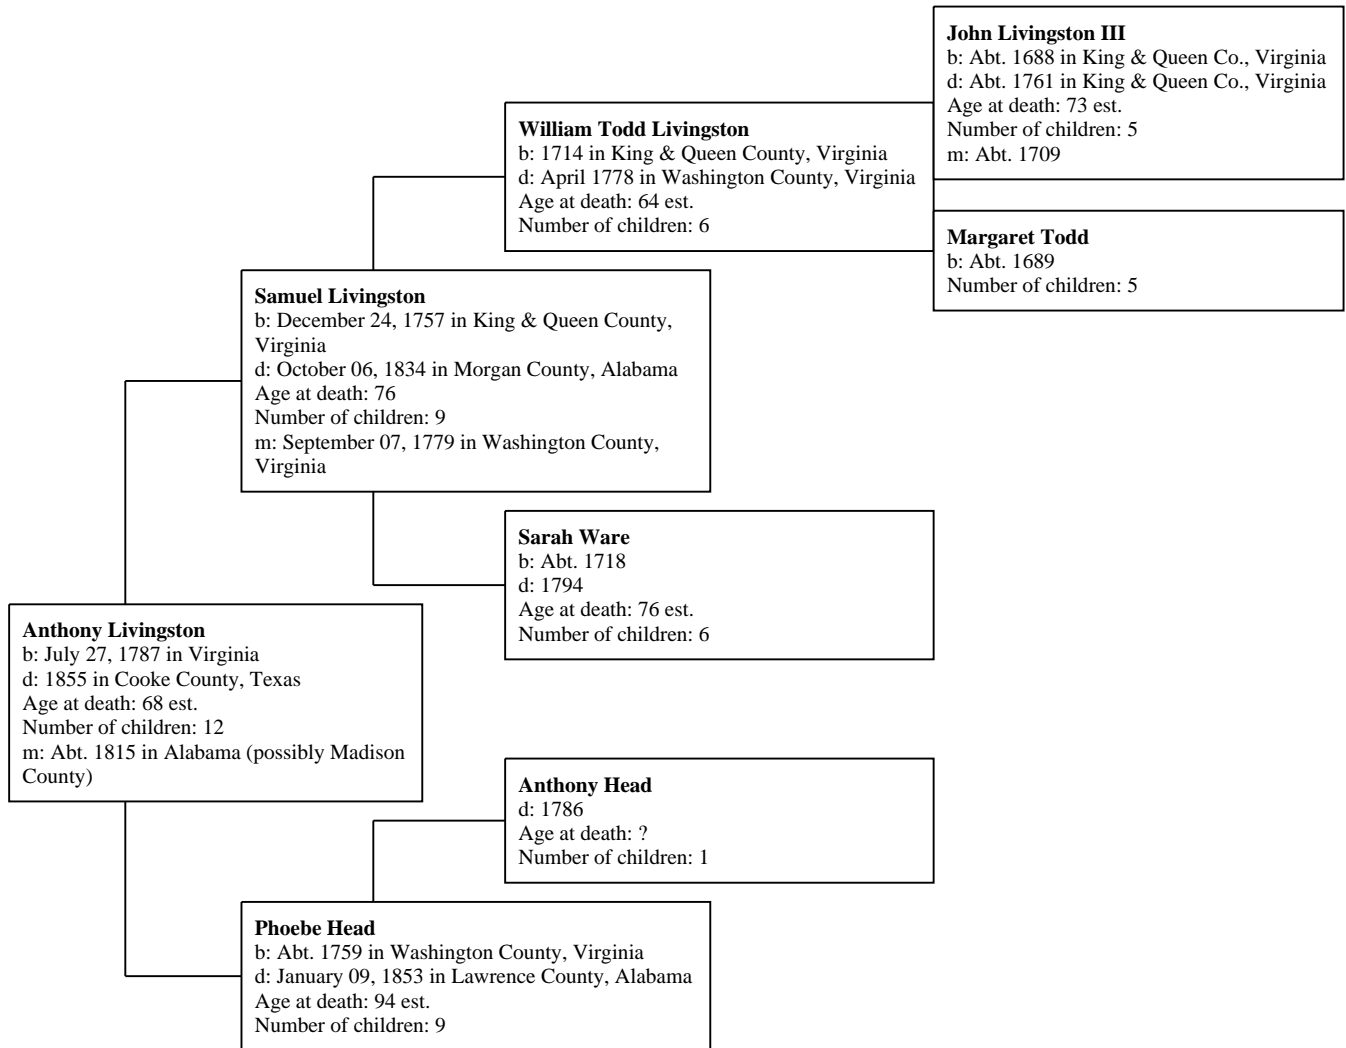 John Livingston III
b: Abt. 1688 in King & Queen Co., Virginia
d: Abt. 1761 in King & Queen Co., Virginia
Age at death: 73 est.
Number of children: 5
m: Abt. 1709
William Todd Livingston
b: 1714 in King & Queen County, Virginia
d: April 1778 in Washington County, Virginia
Age at death: 64 est.
Number of children: 6
Margaret Todd
b: Abt. 1689
Number of children: 5
Samuel Livingston
b: December 24, 1757 in King & Queen County,
Virginia
d: October 06, 1834 in Morgan County, Alabama
Age at death: 76
Number of children: 9
m: September 07, 1779 in Washington County,
Virginia
Sarah Ware
b: Abt. 1718
d: 1794
Age at death: 76 est.
Number of children: 6
Anthony Livingston
b: July 27, 1787 in Virginia
d: 1855 in Cooke County, Texas
Age at death: 68 est.
Number of children: 12
m: Abt. 1815 in Alabama (possibly Madison
County)
Anthony Head
d: 1786
Age at death: ?
Number of children: 1
Phoebe Head
b: Abt. 1759 in Washington County, Virginia
d: January 09, 1853 in Lawrence County, Alabama
Age at death: 94 est.
Number of children: 9